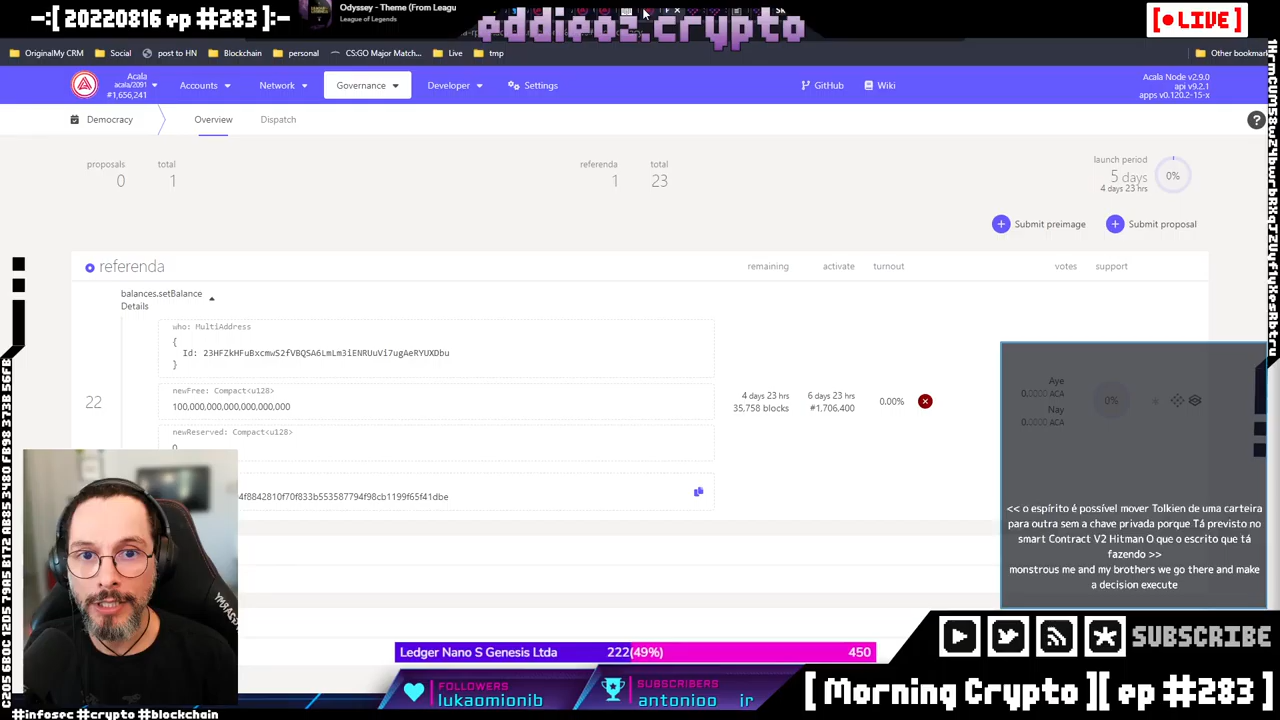 -:[ 20220816 ep #283 ]:-
Odyssey - Theme (From Leagu
League of Legends
eddieoz.crypto
[ LIVE ]
OriginalMy CRM
Social
post to HN
Blockchain
personal
CS:GO Major Match...
Live
tmp
Other bookmar
Acala
acala/2091
#1,656,241
Accounts
Network
Governance
Developer
Settings
GitHub
Wiki
Acala Node v2.9.0
api v9.2.1
apps v0.120.2-15-x
Democracy
Overview
Dispatch
proposals
0
total
1
referenda
1
total
23
launch period
5 days
4 days 23 hrs
0%
Submit preimage
Submit proposal
referenda
remaining
activate
turnout
votes
support
balances.setBalance
Details
who: MultiAddress
{
Id: 23HFZkHFuBxcmwS2fVBQSA6LmLm3iENRUuVi7ugAeRYUXDbu
}
22
newFree: Compact<u128>
100,000,000,000,000,000,000
newReserved: Compact<u128>
0
4 days 23 hrs
35,758 blocks
6 days 23 hrs
#1,706,400
0.00%
Aye
0.0000 ACA
Nay
0.0000 ACA
0%
4f8842810f70f833b553587794f98cb1199f65f41dbe
<< o espírito é possível mover Tolkien de uma carteira
para outra sem a chave privada porque Tá previsto no
smart Contract V2 Hitman O que o escrito que tá
fazendo >>
monstrous me and my brothers we go there and make
a decision execute
Ledger Nano S Genesis Ltda
222(49%)
450
FOLLOWERS
lukaomionib
SUBSCRIBERS
antonioo jr
SUBSCRIBE
[ Morning Crypto ][ ep #283 ]
#infosec #crypto #blockchain